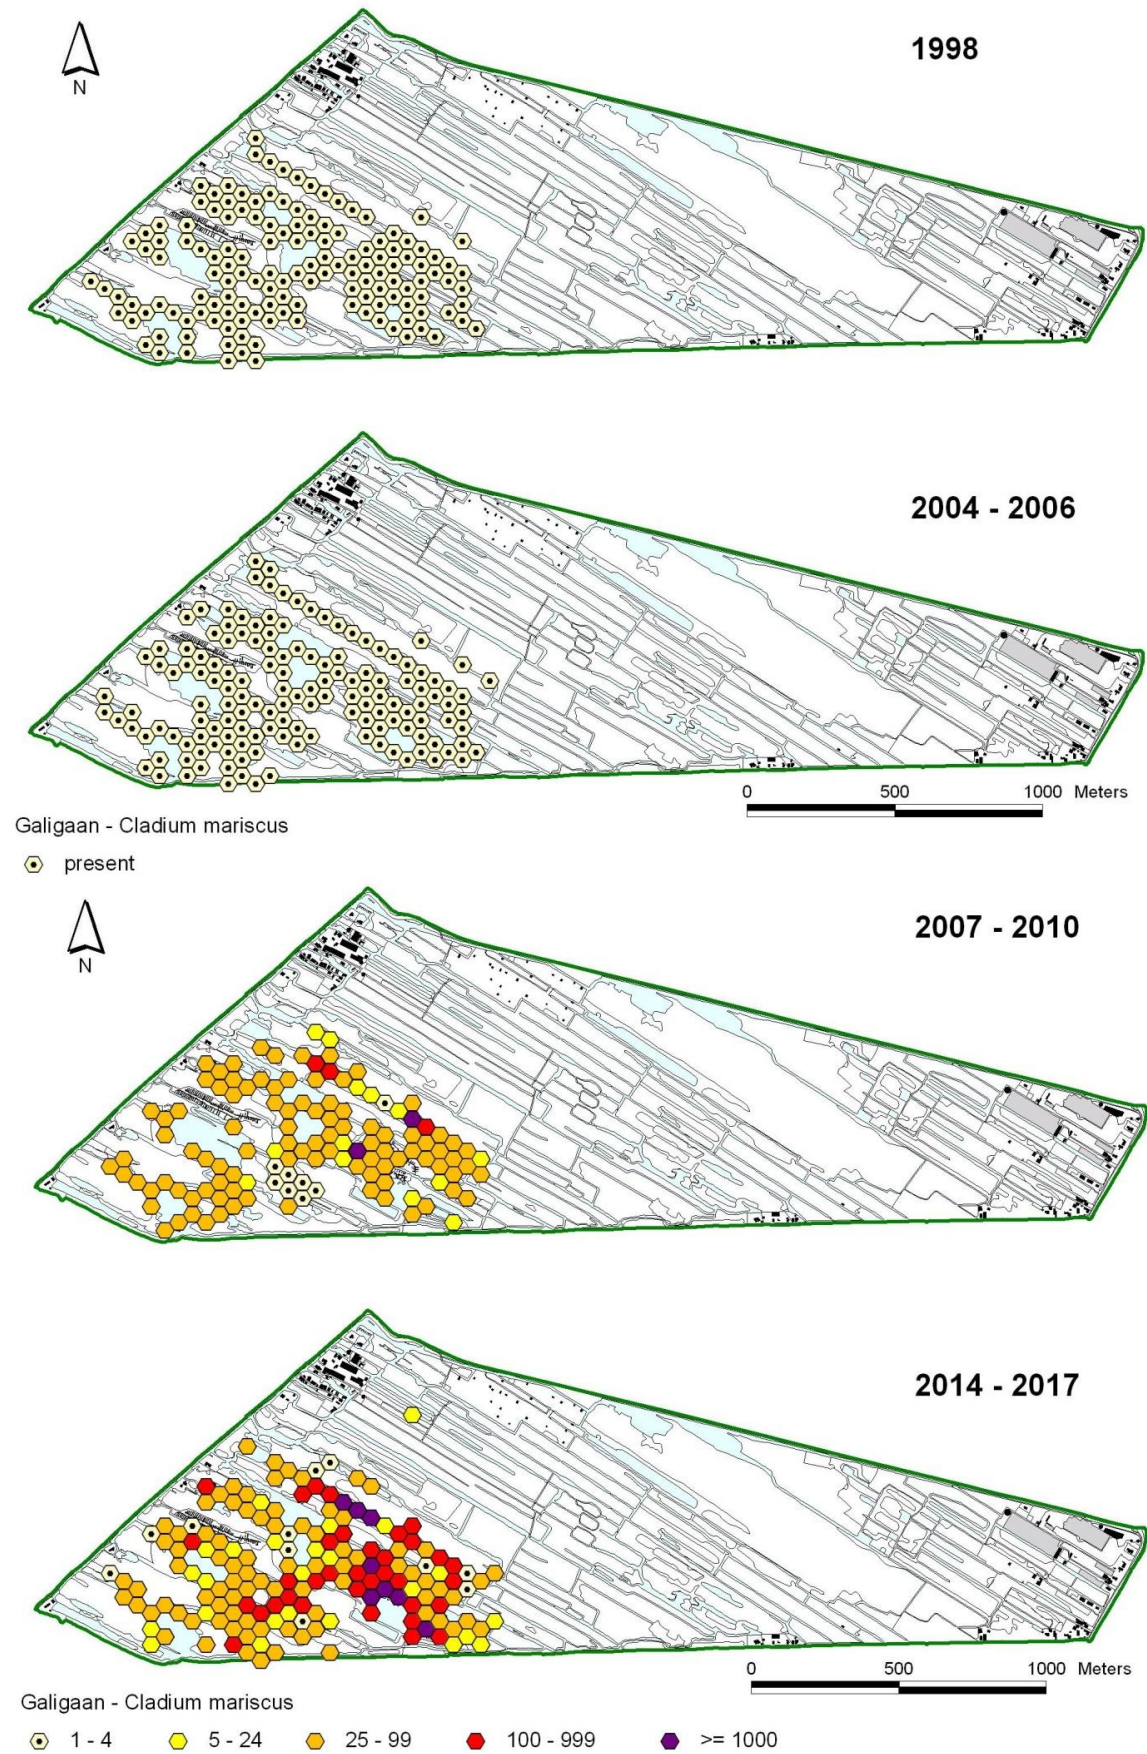 1998
N
2004 - 2006
0 500 1000 Meters
Galigaan - Cladium mariscus
present
2007 - 2010
N
2014 - 2017
0 500 1000 Meters
Galigaan - Cladium mariscus
1 - 4 5 - 24 25 - 99 100 - 999 >= 1000